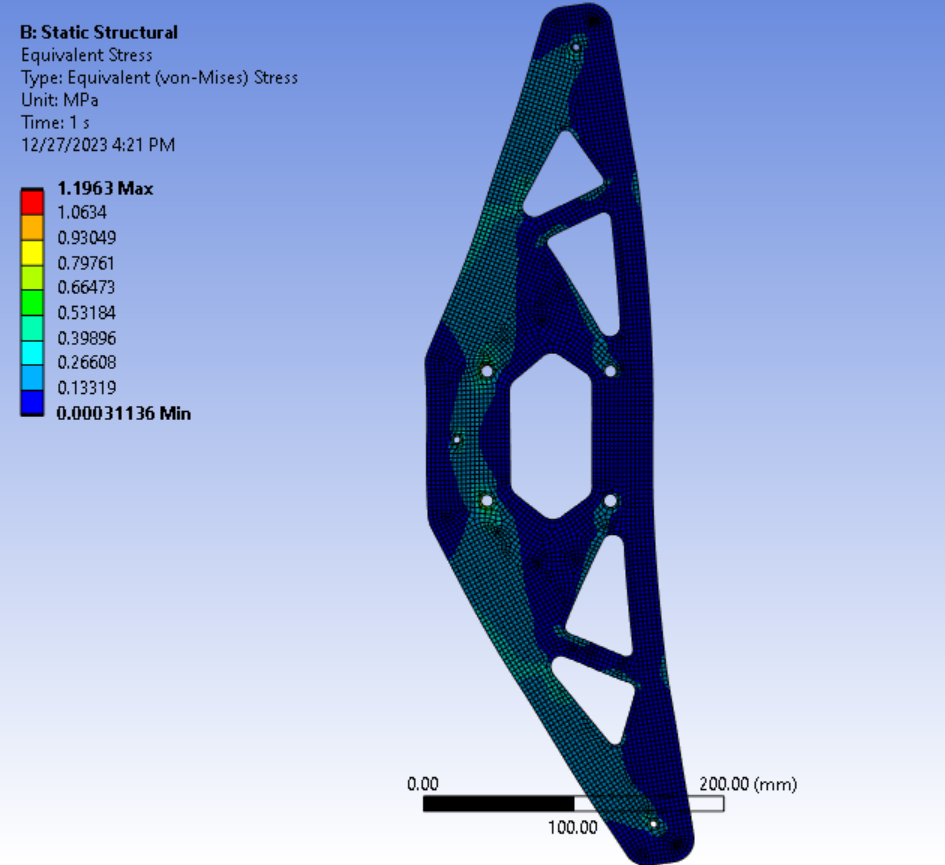 B: Static Structural
Equivalent Stress
Type: Equivalent (von-Mises) Stress
Unit: MPa
Time: 1 s
12/27/2023 4:21 PM
1.1963 Max
1.0634
0.93049
0.79761
0.66473
0.53184
0.39896
0.26608
0.13319
0.00031136 Min
0.00 200.00 (mm)
100.00